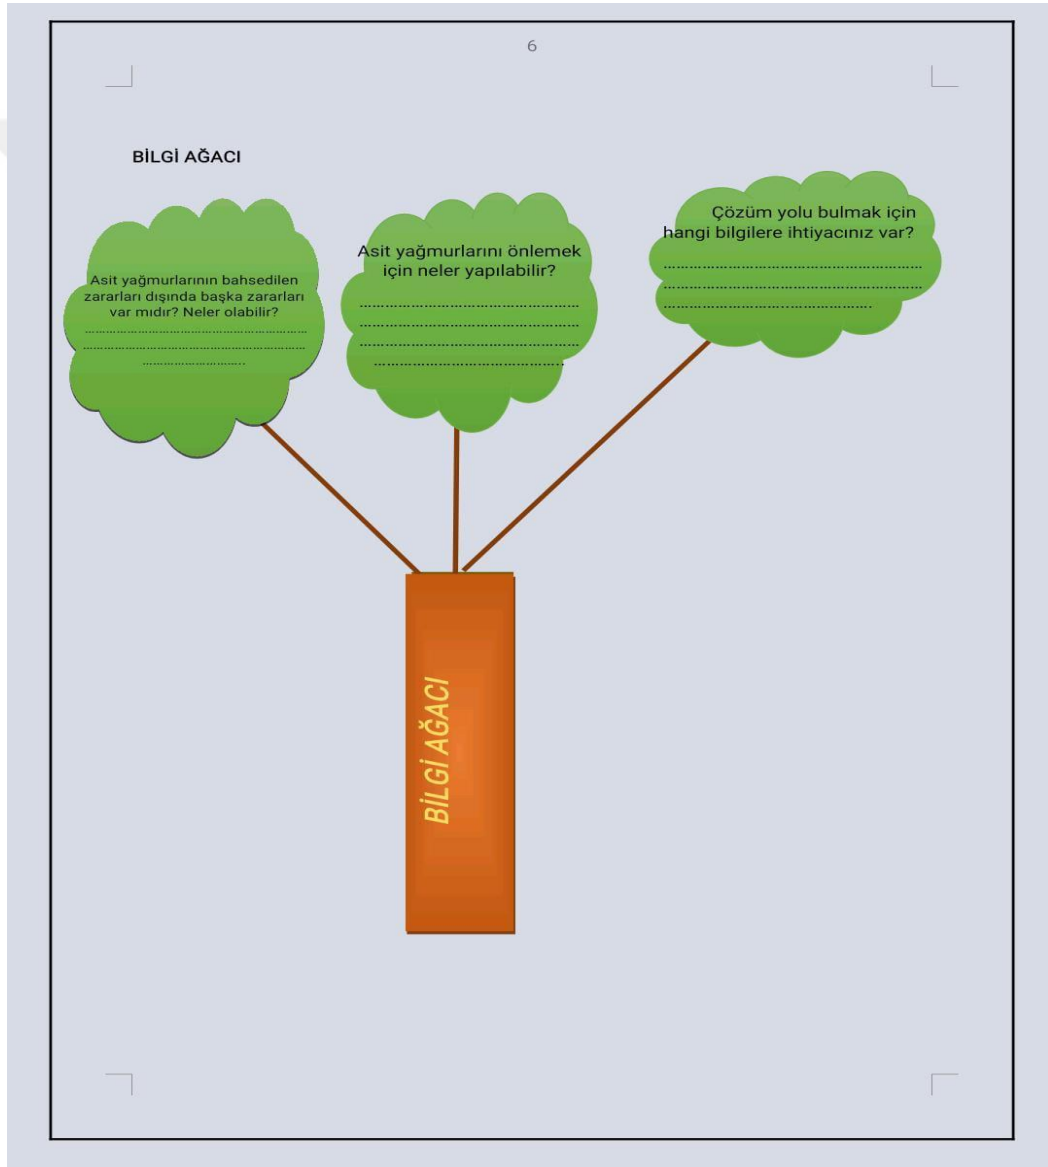 6
BİLGİ AĞACI
Asit yağmurlarının bahsedilen
zararları dışında başka zararları
var mıdır? Neler olabilir?
Asit yağmurlarını önlemek
için neler yapılabilir?
Çözüm yolu bulmak için
hangi bilgilere ihtiyacınız var?
BİLGİ AĞACI